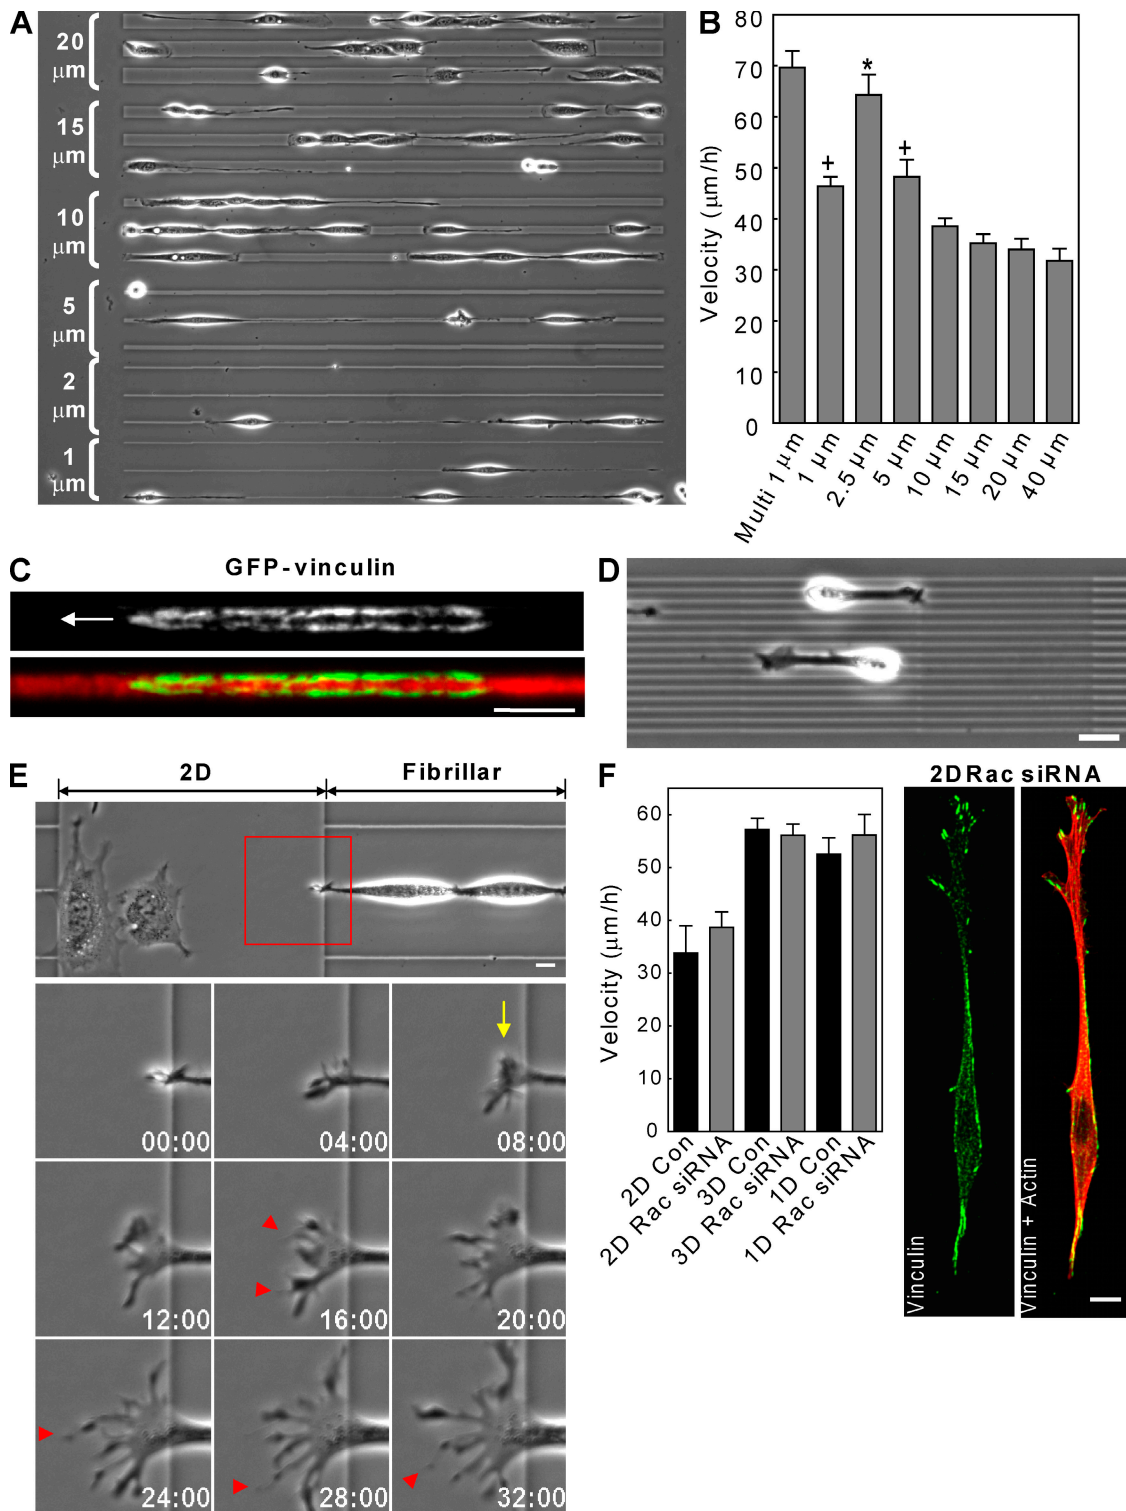 A
20
μm
15
μm
10
μm
5
μm
2
μm
1
μm
B
Velocity (μm/h)
70
60
50
40
30
20
10
0
*
+
+
Multi 1 μm
1 μm
2.5 μm
5 μm
10 μm
15 μm
20 μm
40 μm
C
GFP-vinculin
D
E
2D
Fibrillar
00:00
04:00
08:00
12:00
16:00
20:00
24:00
28:00
32:00
F
Velocity (μm/h)
60
50
40
30
20
10
0
2D Con
2D Rac siRNA
3D Con
3D Rac siRNA
1D Con
1D Rac siRNA
2D Rac siRNA
Vinculin
Vinculin + Actin